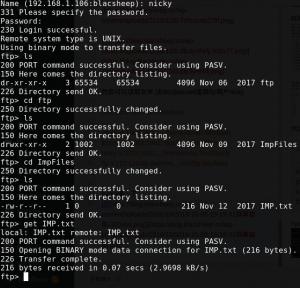 Name (192.168.1.106:blacsheep): nicky
331 Please specify the password.
Password:
230 Login successful.
Remote system type is UNIX.
Using binary mode to transfer files.
ftp> ls
200 PORT command successful. Consider using PASV.
150 Here comes the directory listing.
dr-xr-xr-x 3 65534 65534 4096 Nov 06 2017 ftp
226 Directory send OK.
ftp> cd ftp
250 Directory successfully changed.
ftp> ls
200 PORT command successful. Consider using PASV.
150 Here comes the directory listing.
drwxr-xr-x 2 1002 1002 4096 Nov 09 2017 ImpFiles
226 Directory send OK.
ftp> cd ImpFiles
250 Directory successfully changed.
ftp> ls
200 PORT command successful. Consider using PASV.
150 Here comes the directory listing.
-rw-r--r-- 1 0 0 216 Nov 12 2017 IMP.txt
226 Directory send OK.
ftp> get IMP.txt
local: IMP.txt remote: IMP.txt
200 PORT command successful. Consider using PASV.
150 Opening BINARY mode data connection for IMP.txt (216 bytes).
226 Transfer complete.
216 bytes received in 0.07 secs (2.9698 kB/s)
ftp>